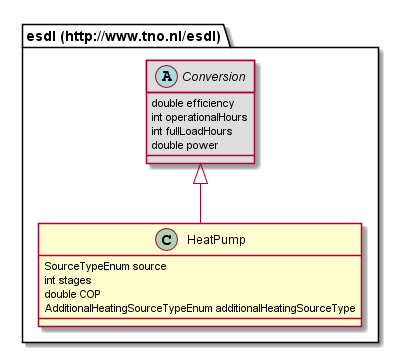 esdl (http://www.tno.nl/esdl)
A Conversion
double efficiency
int operationalHours
int fullLoadHours
double power
C HeatPump
SourceTypeEnum source
int stages
double COP
AdditionalHeatingSourceTypeEnum additionalHeatingSourceType